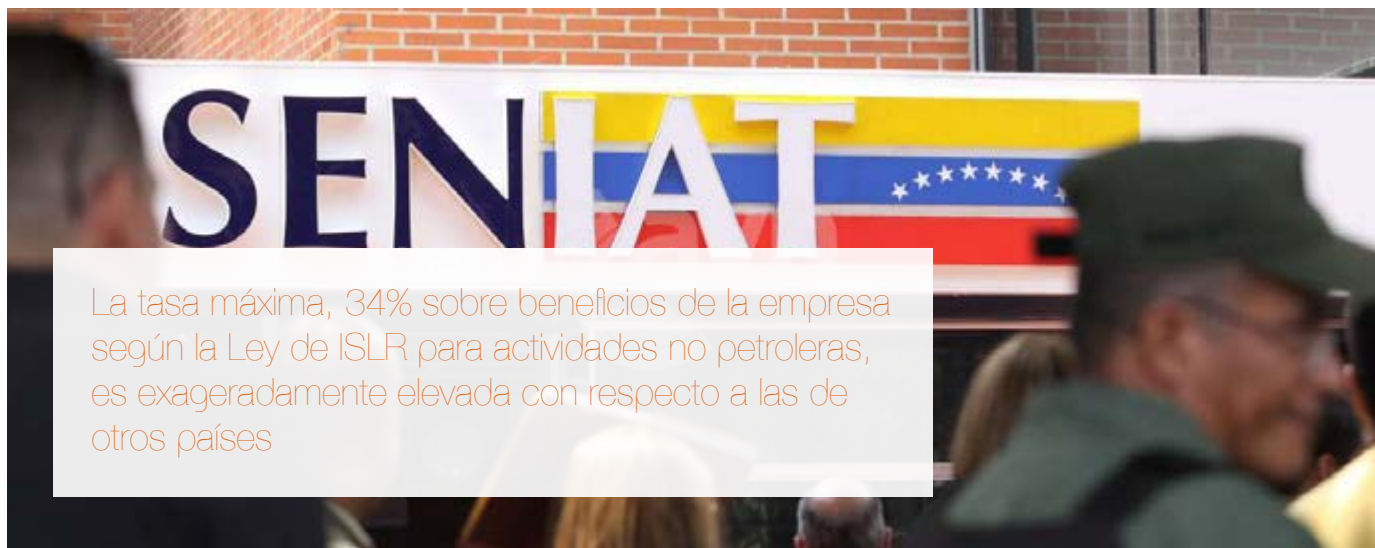 SENIAT
La tasa máxima, 34% sobre beneficios de la empresa
según la Ley de ISLR para actividades no petroleras,
es exageradamente elevada con respecto a las de
otros países